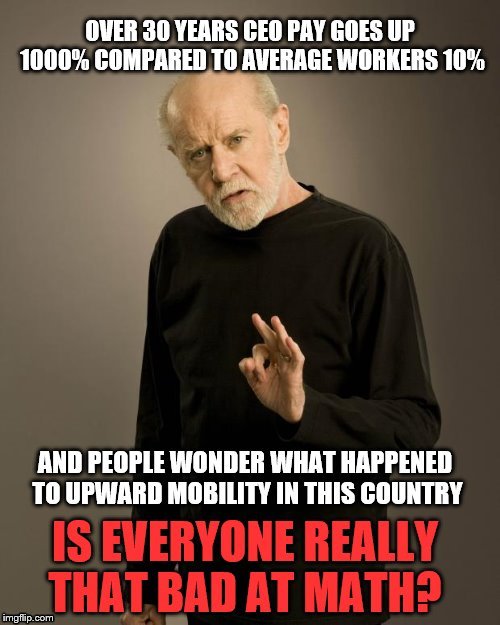 OVER 30 YEARS CEO PAY GOES UP
1000% COMPARED TO AVERAGE WORKERS 10%
AND PEOPLE WONDER WHAT HAPPENED
TO UPWARD MOBILITY IN THIS COUNTRY
IS EVERYONE REALLY
THAT BAD AT MATH?
imgflip.com